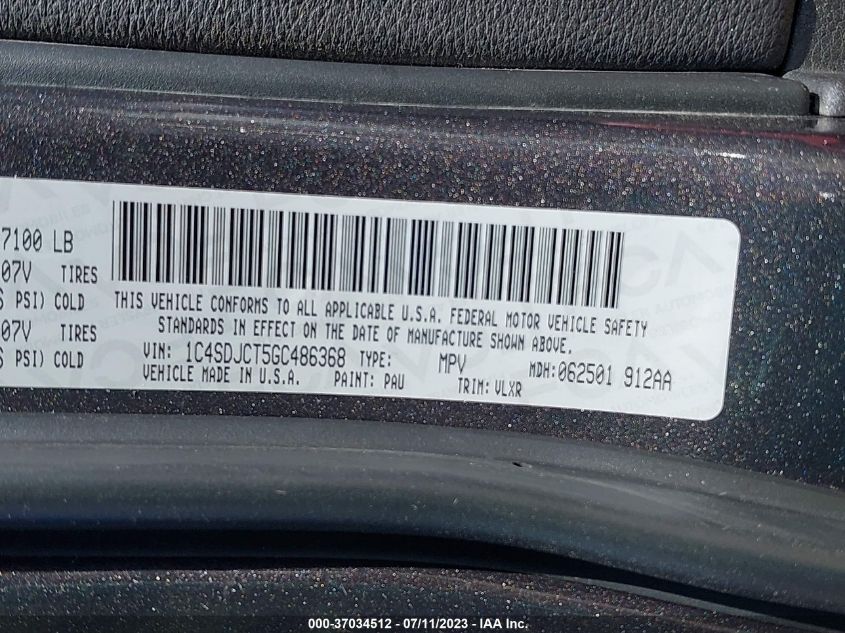 7100 LB
07V TIRES
PSI) COLD
07V TIRES
PSI) COLD
THIS VEHICLE CONFORMS TO ALL APPLICABLE U.S.A. FEDERAL MOTOR VEHICLE SAFETY
STANDARDS IN EFFECT ON THE DATE OF MANUFACTURE SHOWN ABOVE.
VIN: 1C4SDJCT5GC486368 TYPE: MPV MDH:062501 912AA
VEHICLE MADE IN U.S.A. PAINT: PAU TRIM: VLXR
000-37034512 - 07/11/2023 - © IAA Inc.